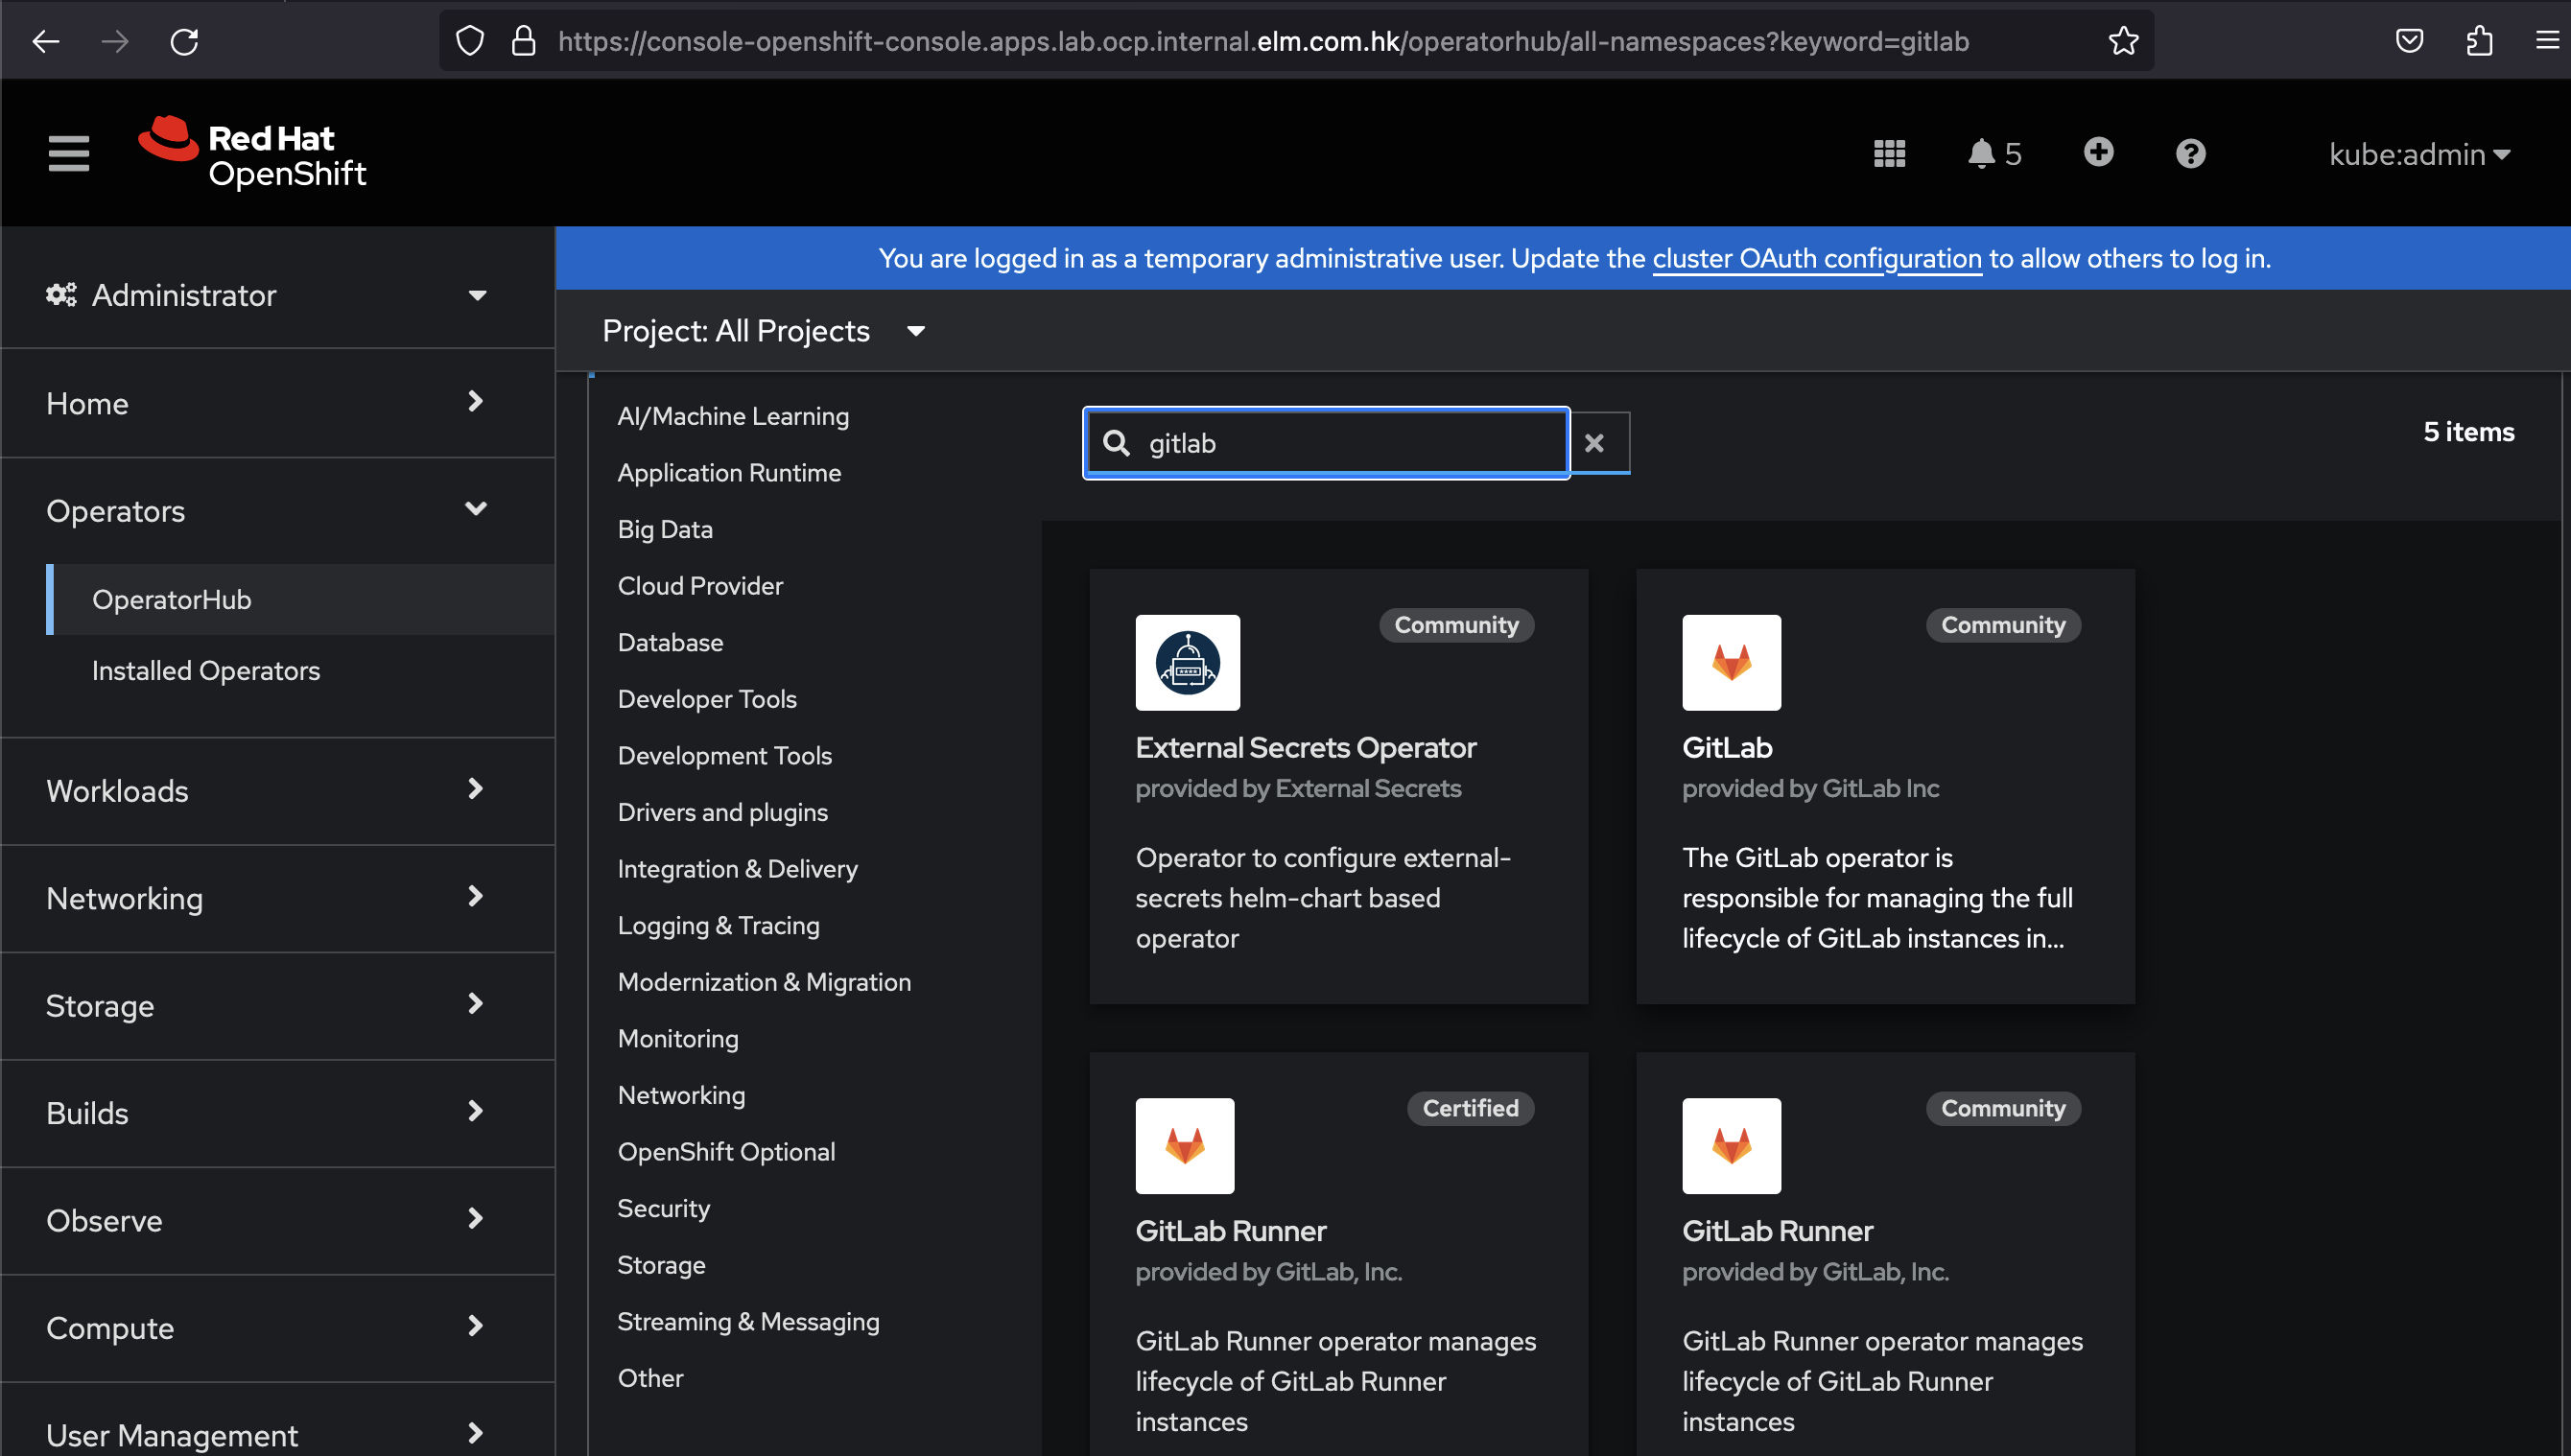 https://console-openshift-console.apps.lab.ocp.internal.elm.com.hk/operatorhub/all-namespaces?keyword=gitlab
Red Hat
OpenShift
5
kube:admin
You are logged in as a temporary administrative user. Update the cluster OAuth configuration to allow others to log in.
Administrator
Home
Operators
OperatorHub
Installed Operators
Workloads
Networking
Storage
Builds
Observe
Compute
User Management
Project: All Projects
AI/Machine Learning
Application Runtime
Big Data
Cloud Provider
Database
Developer Tools
Development Tools
Drivers and plugins
Integration & Delivery
Logging & Tracing
Modernization & Migration
Monitoring
Networking
OpenShift Optional
Security
Storage
Streaming & Messaging
Other
gitlab
5 items
Community
External Secrets Operator
provided by External Secrets
Operator to configure external-
secrets helm-chart based
operator
Community
GitLab
provided by GitLab Inc
The GitLab operator is
responsible for managing the full
lifecycle of GitLab instances in...
Certified
GitLab Runner
provided by GitLab, Inc.
GitLab Runner operator manages
lifecycle of GitLab Runner
instances
Community
GitLab Runner
provided by GitLab, Inc.
GitLab Runner operator manages
lifecycle of GitLab Runner
instances